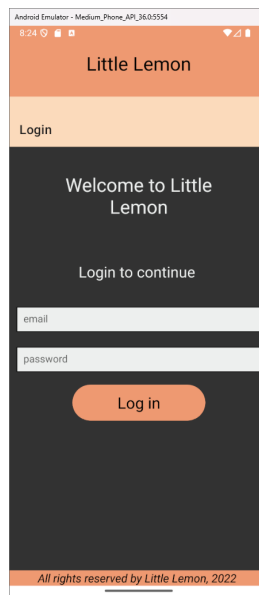 Android Emulator - Medium_Phone_API_36.0:5554
8:24
Little Lemon
Login
Welcome to Little
Lemon
Login to continue
email
password
Log in
All rights reserved by Little Lemon, 2022